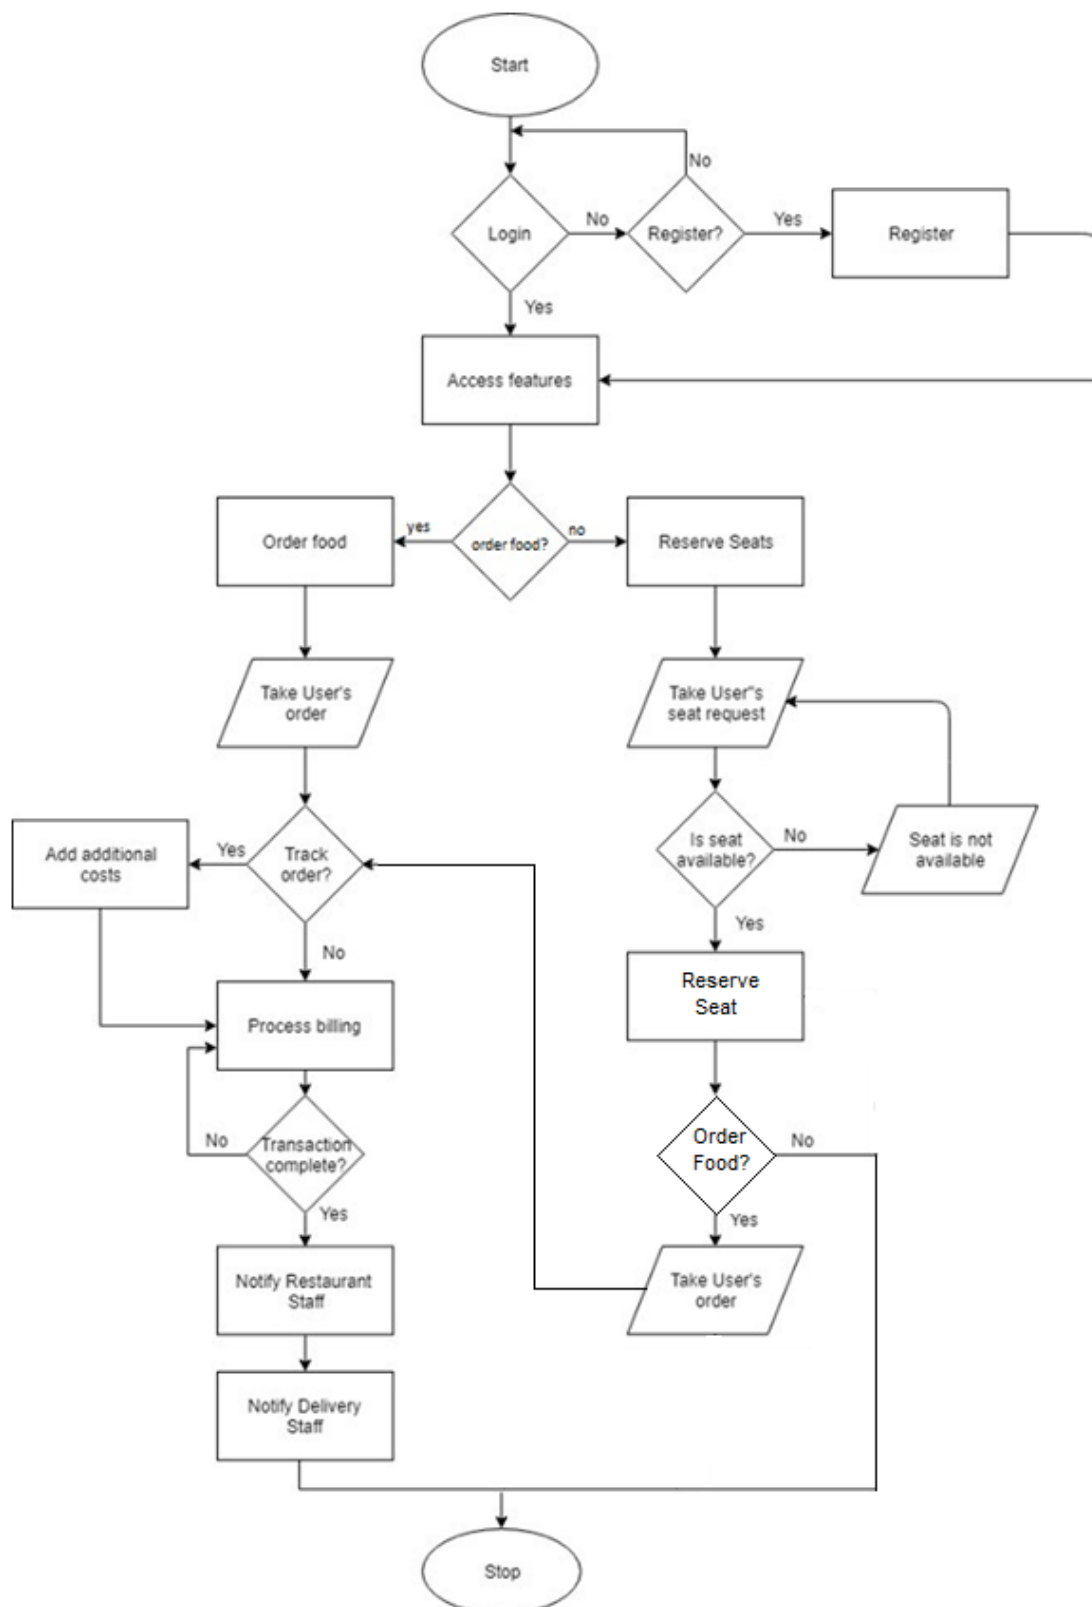 Start
No
Login
No
Register?
Yes
Register
Yes
Access features
Order food
yes
order food?
no
Reserve Seats
Take User's
order
Take User"s
seat request
Add additional
costs
Yes
Track
order?
Is seat
available?
No
Seat is not
available
No
Yes
Process billing
Reserve
Seat
No
Transaction
complete?
Order
Food?
No
Yes
Yes
Notify Restaurant
Staff
Take User's
order
Notify Delivery
Staff
Stop